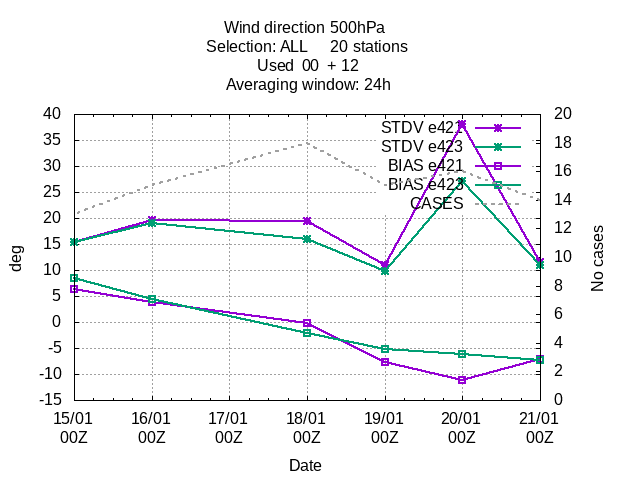 Wind direction 500hPa
Selection: ALL     20 stations
Used  00  + 12
Averaging window: 24h
40 20
35 18
30 16
25 14
20 12
15 10
10 8
5 6
0 4
-5 2
-10 0
-15
STDV e421
STDV e423
BIAS e421
BIAS e423
CASES
deg
No cases
15/01 16/01 17/01 18/01 19/01 20/01 21/01
00Z 00Z 00Z 00Z 00Z 00Z 00Z
Date